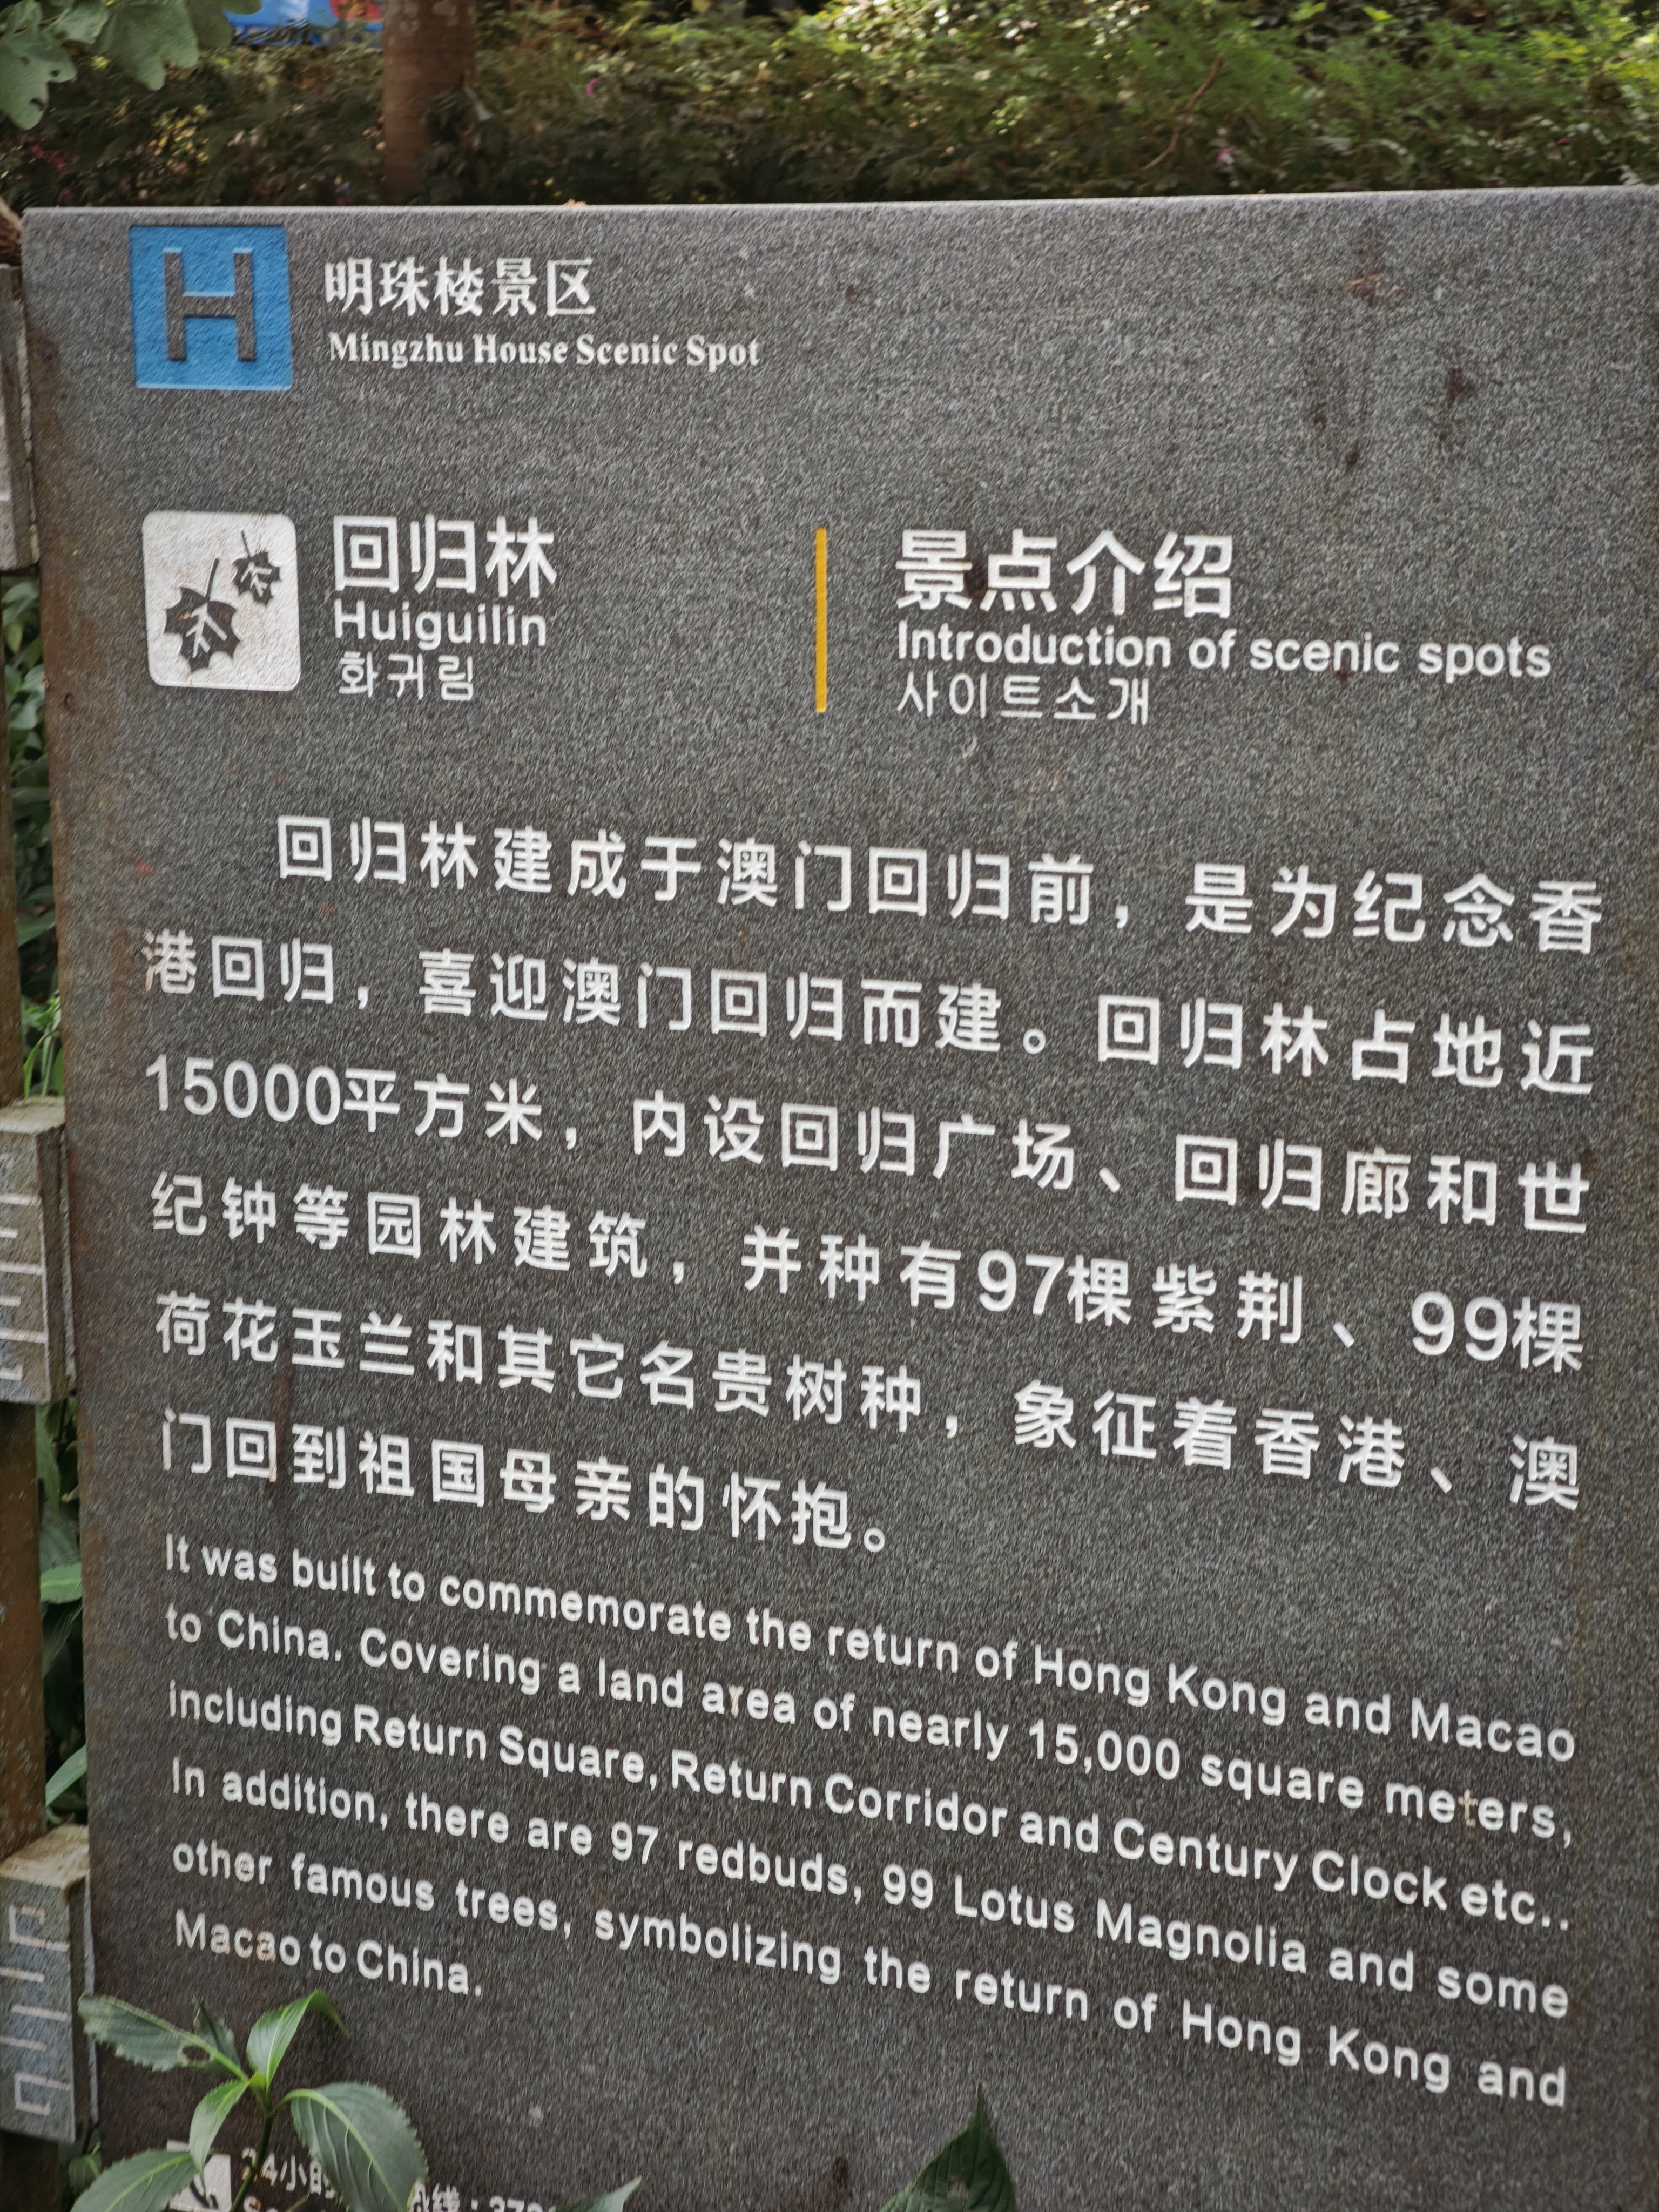 H
明珠楼景区
Mingzhu House Scenic Spot
回归林
Huiguilin
화귀림
景点介绍
Introduction of scenic spots
사이트소개
回归林建成于澳门回归前，是为纪念香
港回归，喜迎澳门回归而建。回归林占地近
15000平方米，内设回归广场、回归廊和世
纪钟等园林建筑，并种有97棵紫荆、99棵
荷花玉兰和其它名贵树种，象征着香港、澳
门回到祖国母亲的怀抱。
It was built to commemorate the return of Hong Kong and Macao
to China. Covering a land area of nearly 15,000 square meters,
including Return Square, Return Corridor and Century Clock etc..
In addition, there are 97 redbuds, 99 Lotus Magnolia and some
other famous trees, symbolizing the return of Hong Kong and
Macao to China.
24小时